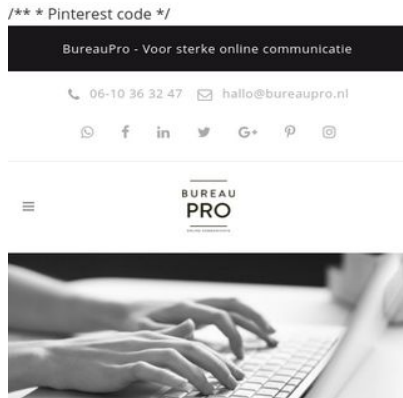 /** * Pinterest code */
BureauPro - Voor sterke online communicatie
06-10 36 32 47 hallo@bureaupro.nl
BUREAU
PRO